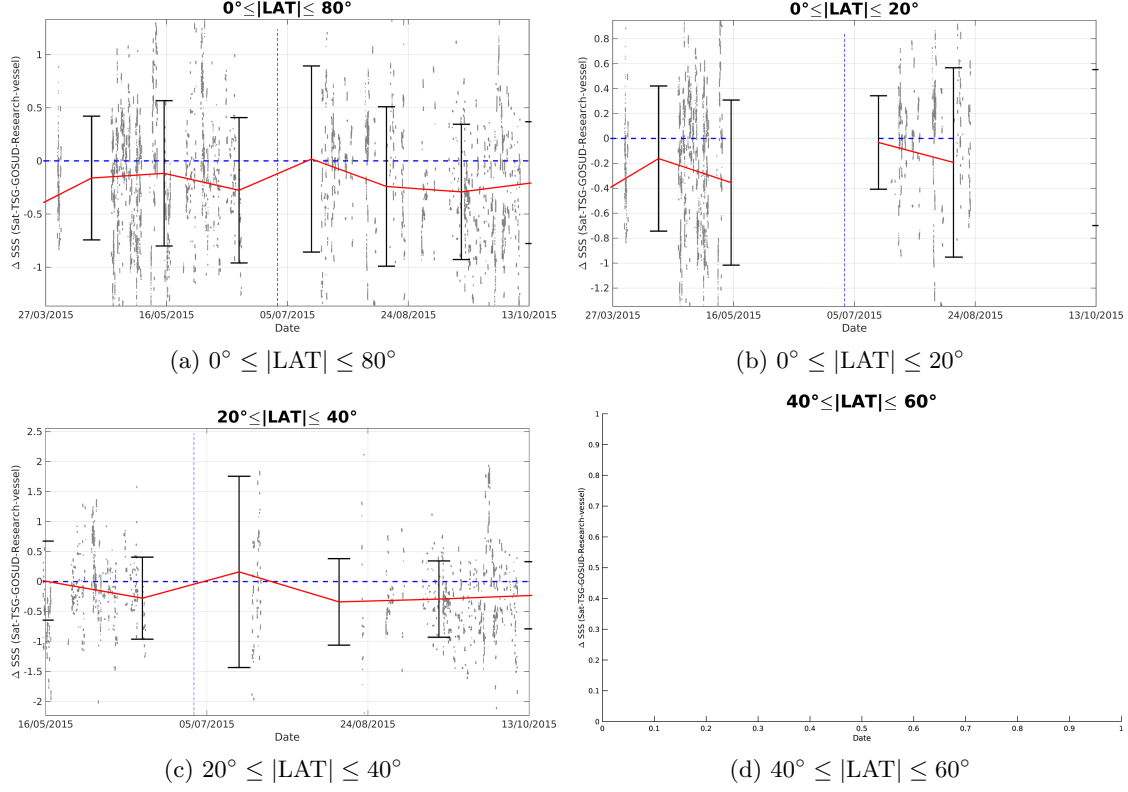 0°≤|LAT|≤ 80°
Δ SSS (Sat-TSG-GOSUD-Research-vessel)
1
0.5
0
-0.5
-1
27/03/2015 16/05/2015 05/07/2015 24/08/2015 13/10/2015
Date
(a) 0° ≤ |LAT| ≤ 80°
0°≤|LAT|≤ 20°
Δ SSS (Sat-TSG-GOSUD-Research-vessel)
0.8
0.6
0.4
0.2
0
-0.2
-0.4
-0.6
-0.8
-1
-1.2
27/03/2015 16/05/2015 05/07/2015 24/08/2015 13/10/2015
Date
(b) 0° ≤ |LAT| ≤ 20°
20°≤|LAT|≤ 40°
Δ SSS (Sat-TSG-GOSUD-Research-vessel)
2.5
2
1.5
1
0.5
0
-0.5
-1
-1.5
-2
16/05/2015 05/07/2015 24/08/2015 13/10/2015
Date
(c) 20° ≤ |LAT| ≤ 40°
40°≤|LAT|≤ 60°
Δ SSS (Sat-TSG-GOSUD-Research-vessel)
1
0.9
0.8
0.7
0.6
0.5
0.4
0.3
0.2
0.1
0
0 0.1 0.2 0.3 0.4 0.5 0.6 0.7 0.8 0.9 1
Date
(d) 40° ≤ |LAT| ≤ 60°